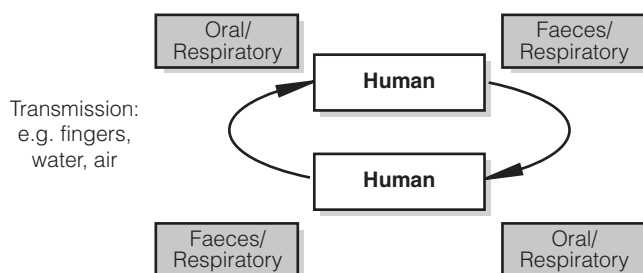 Oral/
Respiratory
Faeces/
Respiratory
Human
Transmission:
e.g. fingers,
water, air
Human
Faeces/
Respiratory
Oral/
Respiratory